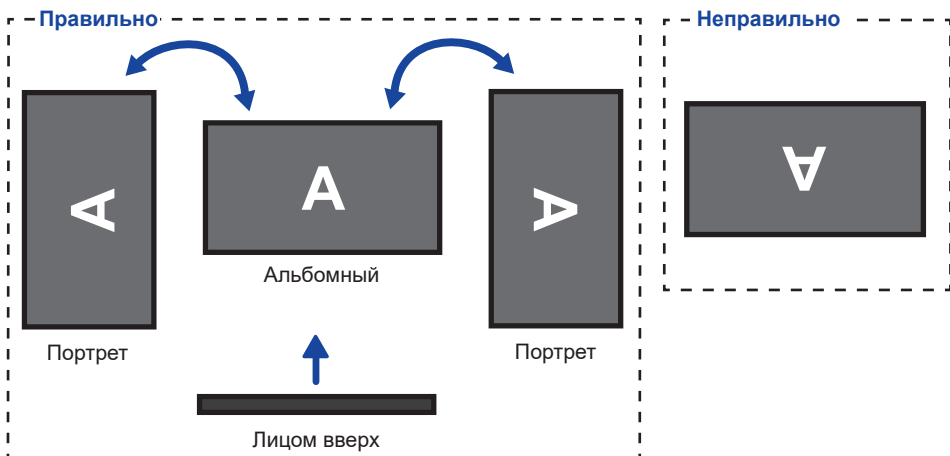 Правильно
Неправильно
A
A
A
A
Альбомный
Портрет
Портрет
Лицом вверх